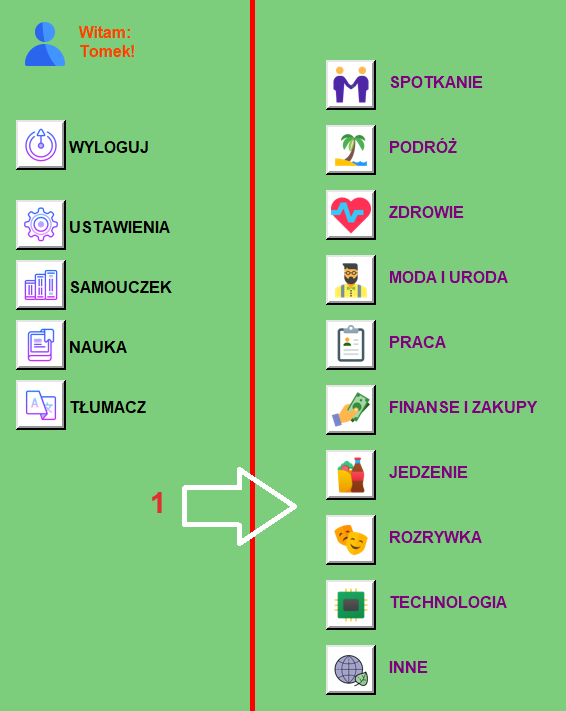 Witam:
Tomek!
WYLOGUJ
USTAWIENIA
SAMOUCZEK
NAUKA
TŁUMACZ
1
SPOTKANIE
PODRÓŻ
ZDROWIE
MODA I URODA
PRACA
FINANSE I ZAKUPY
JEDZENIE
ROZRYWKA
TECHNOLOGIA
INNE